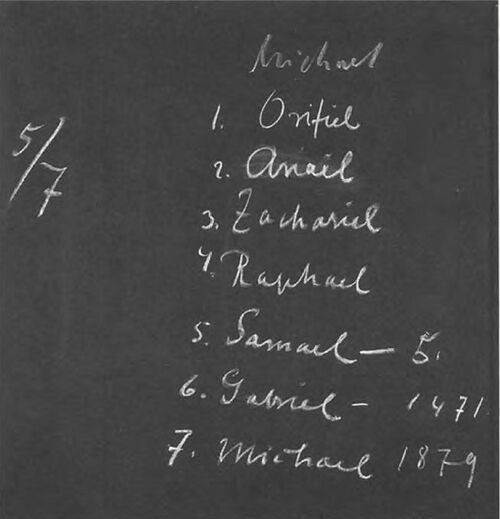 Michael
1. Orifiel
2. Anael
3. Zachariel
5/7
4. Raphael
5. Samael — 5.
6. Gabriel – 1471
7. Michael 1879